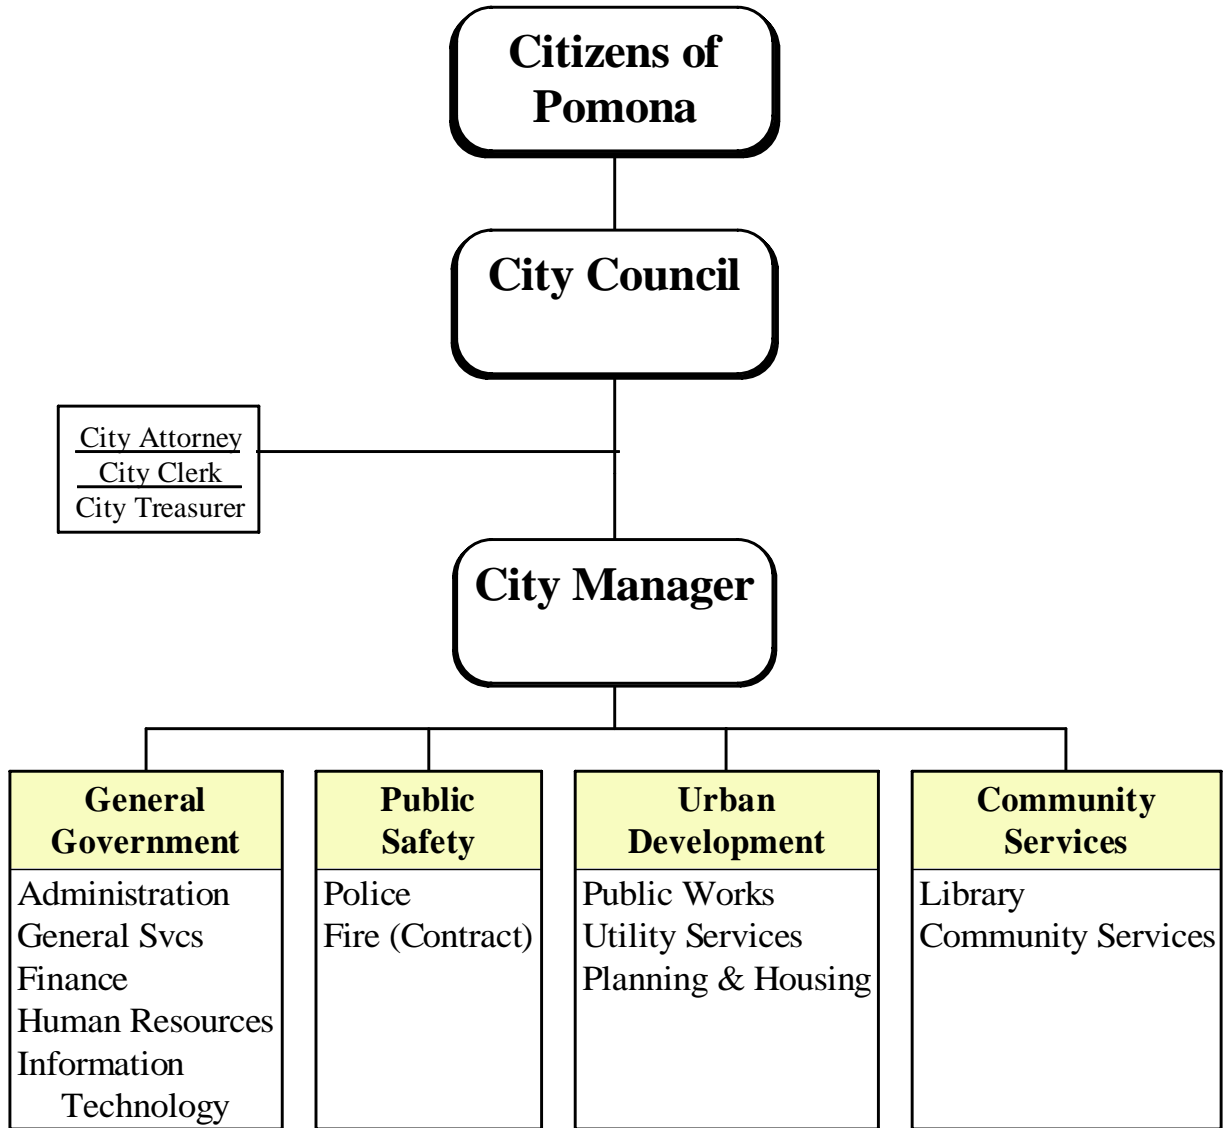 Citizens of
Pomona
City Council
City Attorney
City Clerk
City Treasurer
City Manager
General
Government
Administration
General Svcs
Finance
Human Resources
Information
Technology
Public
Safety
Police
Fire (Contract)
Urban
Development
Public Works
Utility Services
Planning & Housing
Community
Services
Library
Community Services